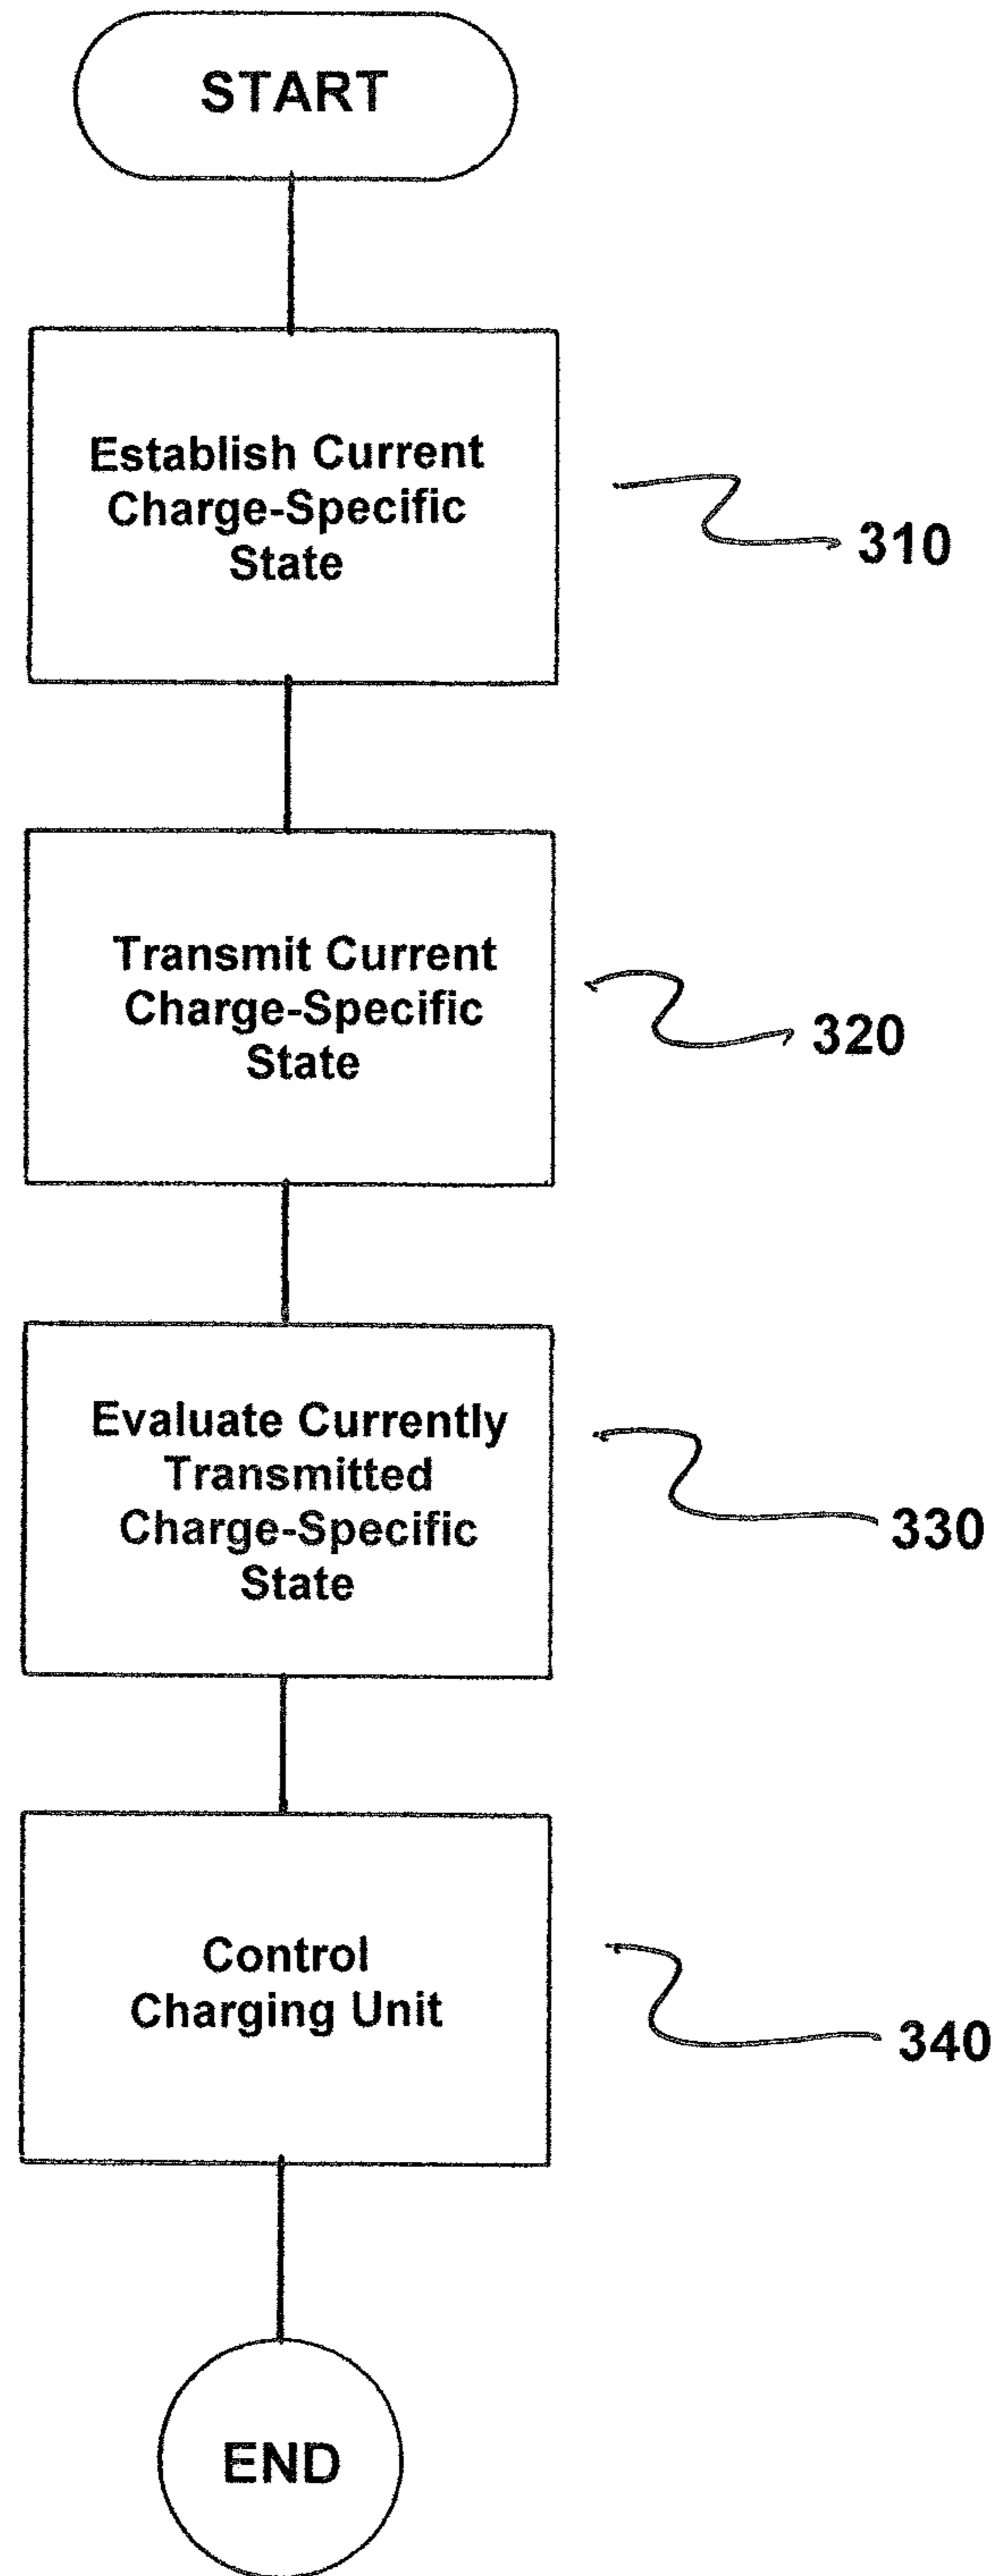 START
Establish Current
Charge-Specific
State
310
Transmit Current
Charge-Specific
State
320
Evaluate Currently
Transmitted
Charge-Specific
State
330
Control
Charging Unit
340
END